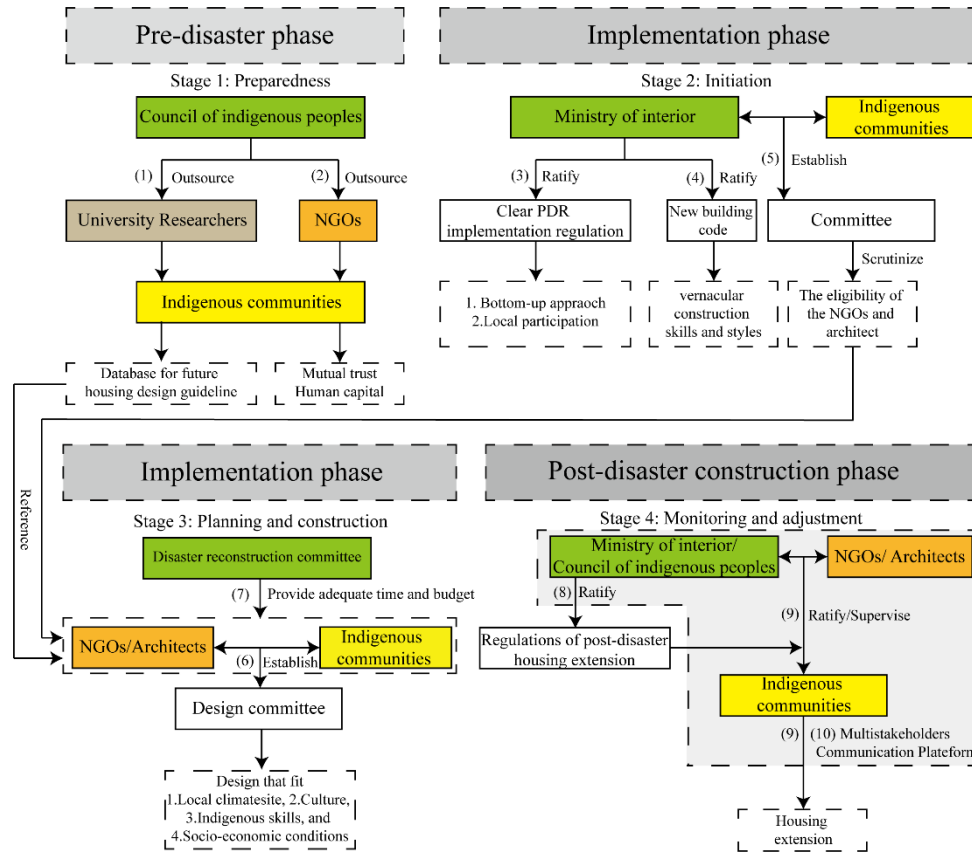 Pre-disaster phase
Stage 1: Preparedness
Council of indigenous peoples
(1)
Outsource
(2)
Outsource
University Researchers
NGOs
Indigenous communities
Database for future
housing design guideline
Mutual trust
Human capital
Implementation phase
Stage 2: Initiation
Ministry of interior
Indigenous
communities
(3)
Ratify
(4)
Ratify
(5)
Establish
Clear PDR
implementation regulation
New building
code
Committee
Scrutinize
1. Bottom-up appraoch
2.Local participation
vernacular
construction
skills and styles
The eligibility of
the NGOs and
architect
Reference
Implementation phase
Stage 3: Planning and construction
Disaster reconstruction committee
(7)
Provide adequate time and budget
NGOs/Architects
Indigenous
communities
(6)
Establish
Design committee
Design that fit
1.Local climatesite, 2.Culture,
3.Indigenous skills, and
4.Socio-economic conditions
Post-disaster construction phase
Stage 4: Monitoring and adjustment
Ministry of interior/
Council of indigenous peoples
NGOs/ Architects
(8)
Ratify
(9)
Ratify/Supervise
Regulations of post-disaster
housing extension
Indigenous
communities
(9)
(10) Multistakeholders
Communication Plateform
Housing
extension